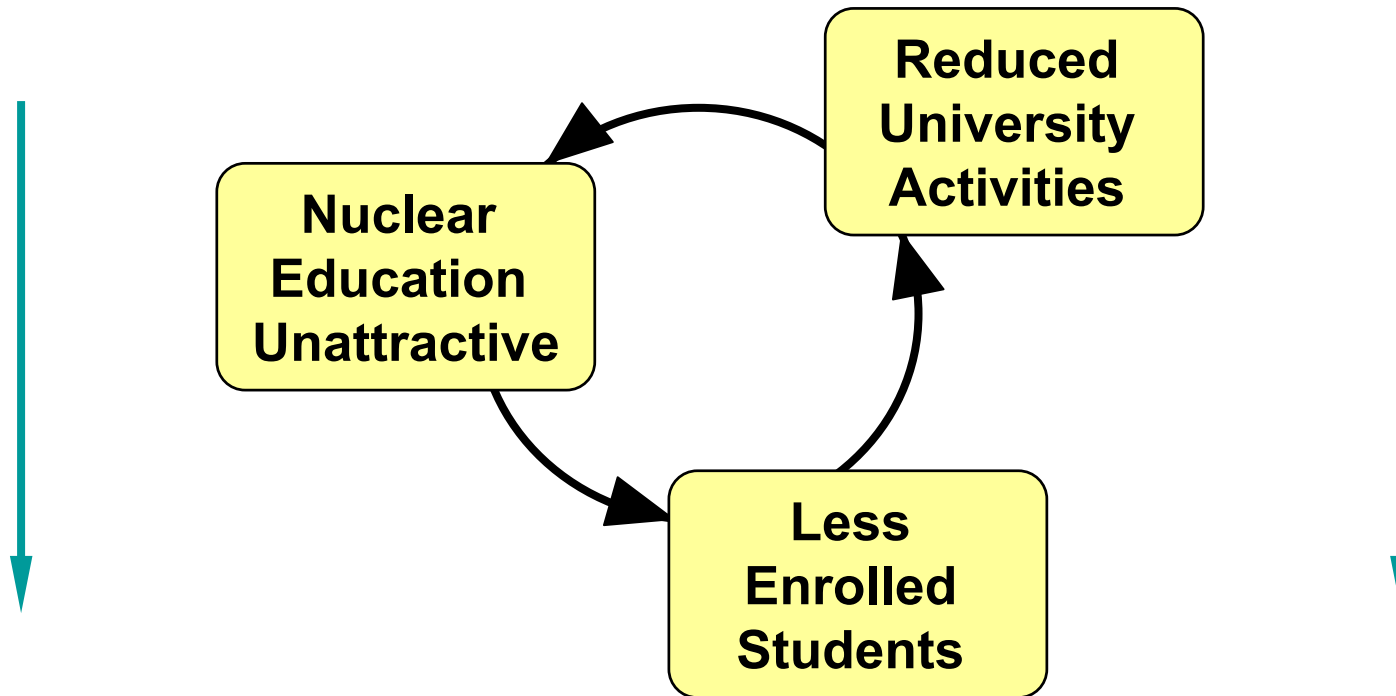 Reduced
University
Activities
Nuclear
Education
Unattractive
Less
Enrolled
Students